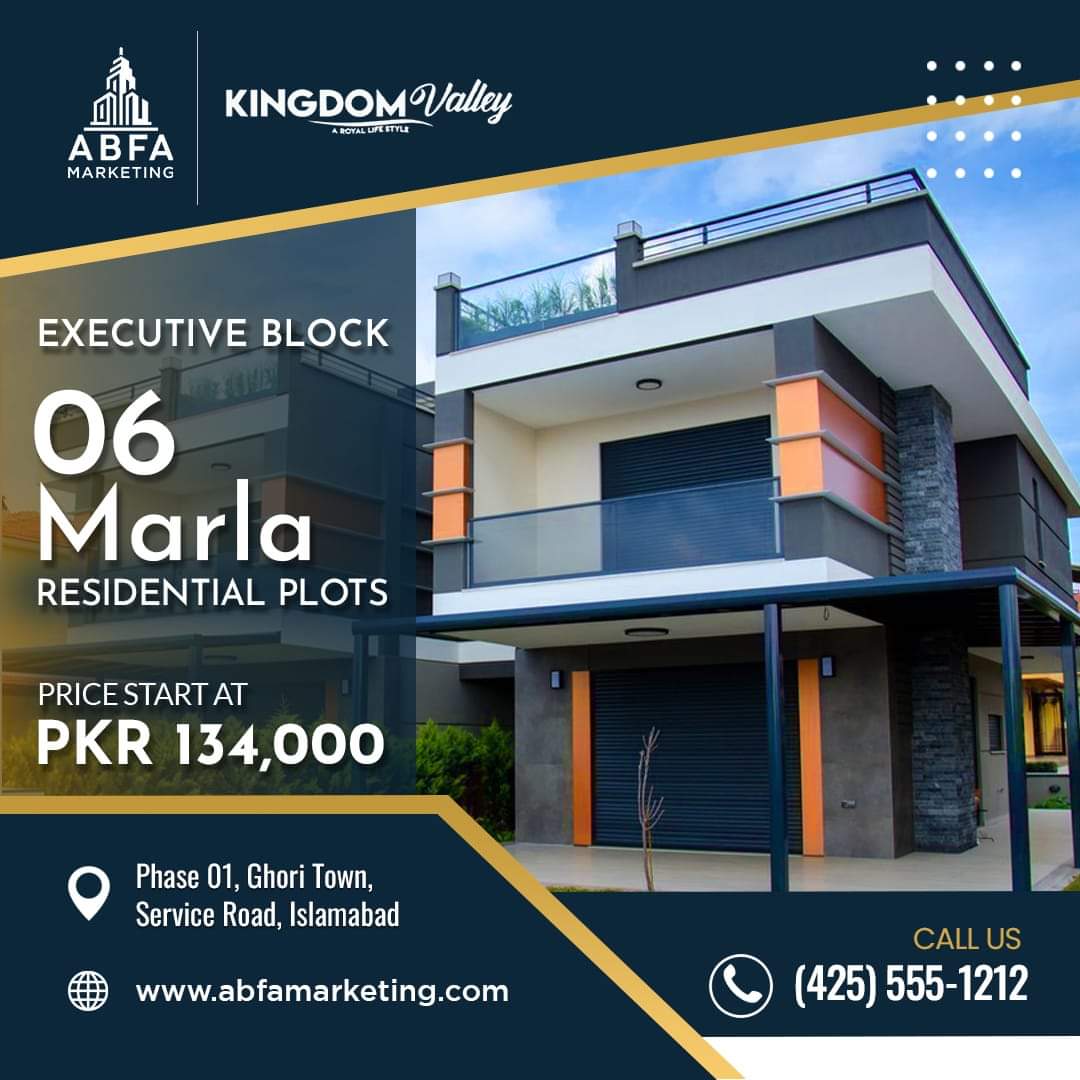 ABFA
MARKETING
KINGDOM Valley
A ROYAL LIFE STYLE
EXECUTIVE BLOCK
06
Marla
RESIDENTIAL PLOTS
PRICE START AT
PKR 134,000
Phase 01, Ghori Town,
Service Road, Islamabad
www.abfamarketing.com
CALL US
(425) 555-1212